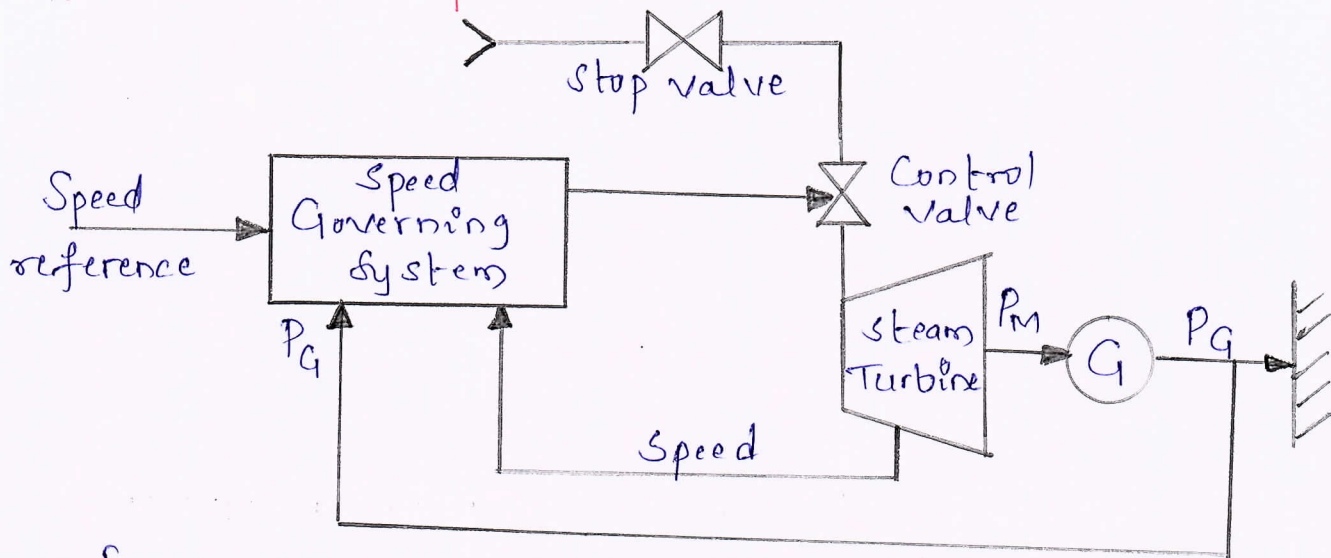 Stop valve
Speed
reference
Speed
Governing
System
Control
valve
PG
Steam
Turbine
PM
G
PG
Speed